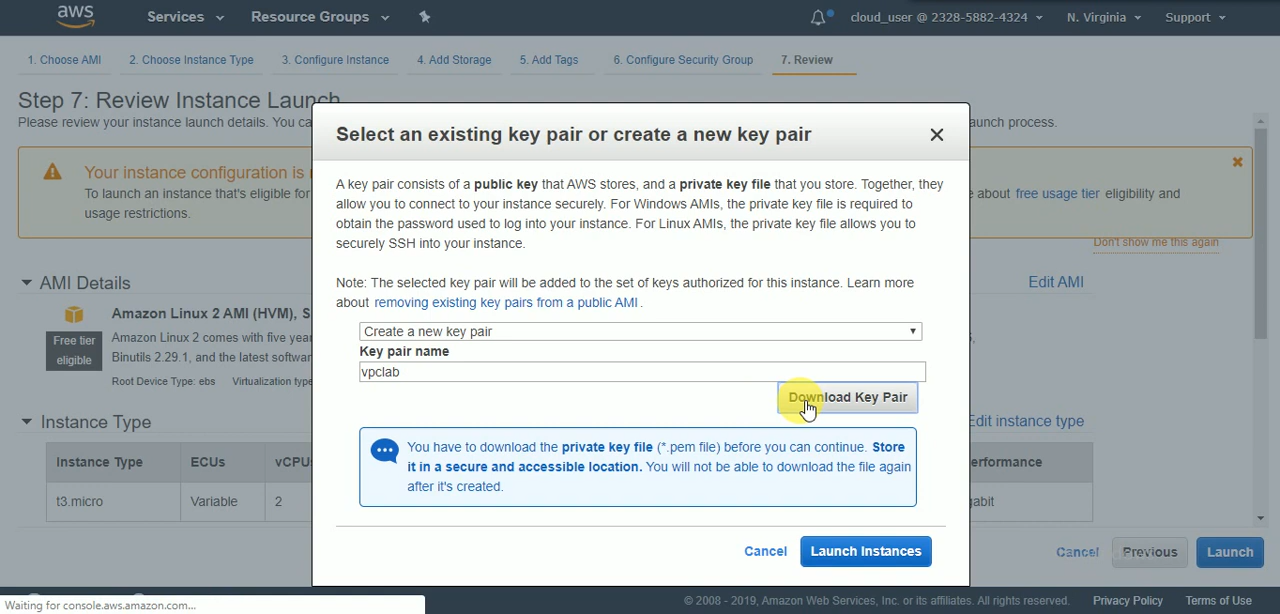 aws
Services
Resource Groups
cloud_user @ 2328-5882-4324
N. Virginia
Support
1. Choose AMI
2. Choose Instance Type
3. Configure Instance
4. Add Storage
5. Add Tags
6. Configure Security Group
7. Review
Step 7: Review Instance Launch
Please review your instance launch details. You ca
aunch process.
Your instance configuration is
To launch an instance that's eligible for
usage restrictions.
about free usage tier eligibility and
Don't show me this again
AMI Details
Edit AMI
Amazon Linux 2 AMI (HVM), S
Free tier
eligible
Amazon Linux 2 comes with five year
Binutils 2.29.1, and the latest softwar
Root Device Type: ebs Virtualization type
Instance Type
Edit instance type
Instance Type ECUs vCPU
erformance
t3.micro Variable 2
gabit
Select an existing key pair or create a new key pair
A key pair consists of a public key that AWS stores, and a private key file that you store. Together, they
allow you to connect to your instance securely. For Windows AMIs, the private key file is required to
obtain the password used to log into your instance. For Linux AMIs, the private key file allows you to
securely SSH into your instance.
Note: The selected key pair will be added to the set of keys authorized for this instance. Learn more
about removing existing key pairs from a public AMI .
Create a new key pair
Key pair name
vpclab
Download Key Pair
You have to download the private key file (*.pem file) before you can continue. Store
it in a secure and accessible location. You will not be able to download the file again
after it's created.
Cancel
Launch Instances
Cancel
Previous
Launch
Waiting for console.aws.amazon.com...
© 2008 - 2019, Amazon Web Services, Inc. or its affiliates. All rights reserved.
Privacy Policy
Terms of Use